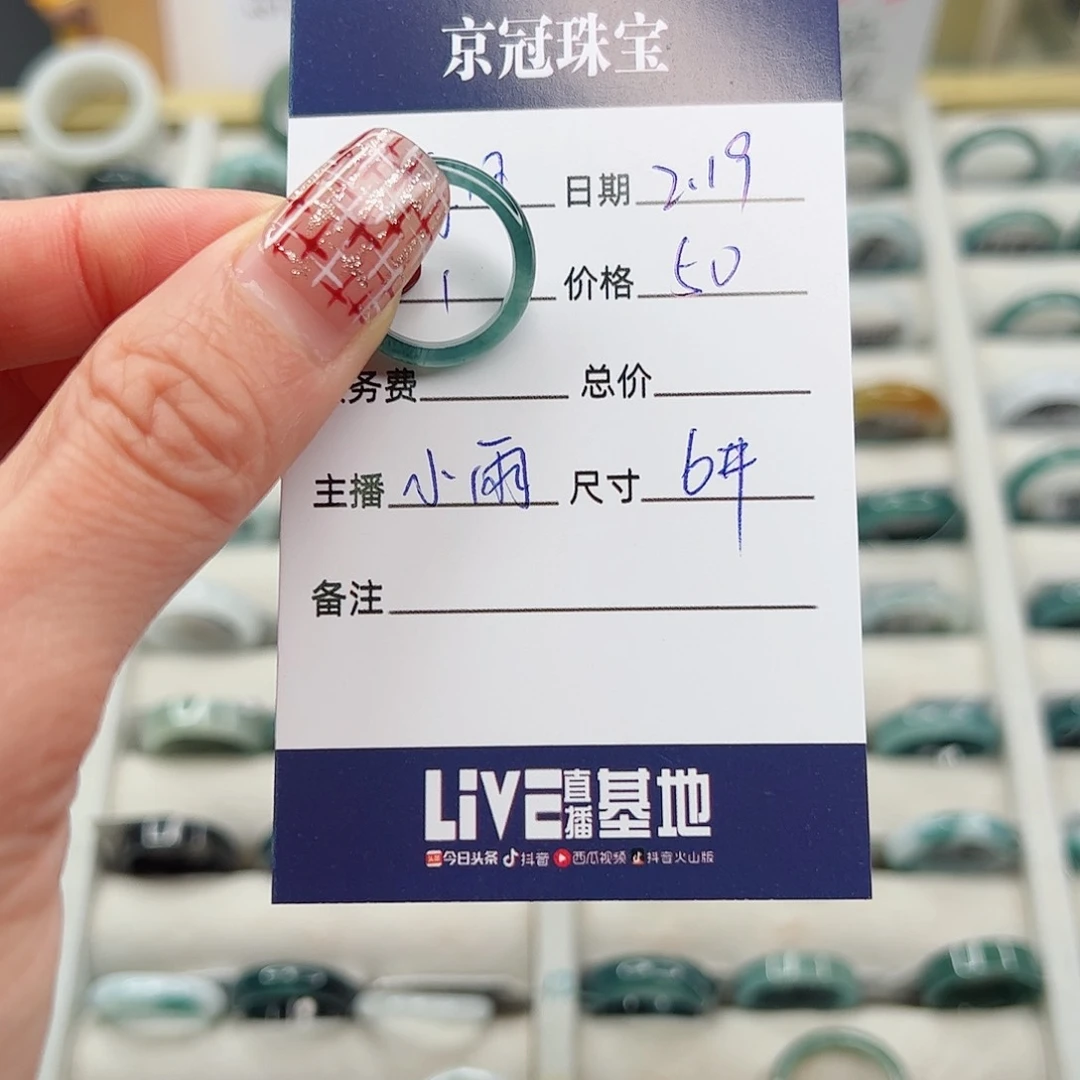 京冠珠宝
日期 2.19
1 价格 50
务费 总价
主播 小雨 尺寸 6#
备注
LiVE直播基地
头条 今日头条 抖音 西瓜视频 抖音火山版